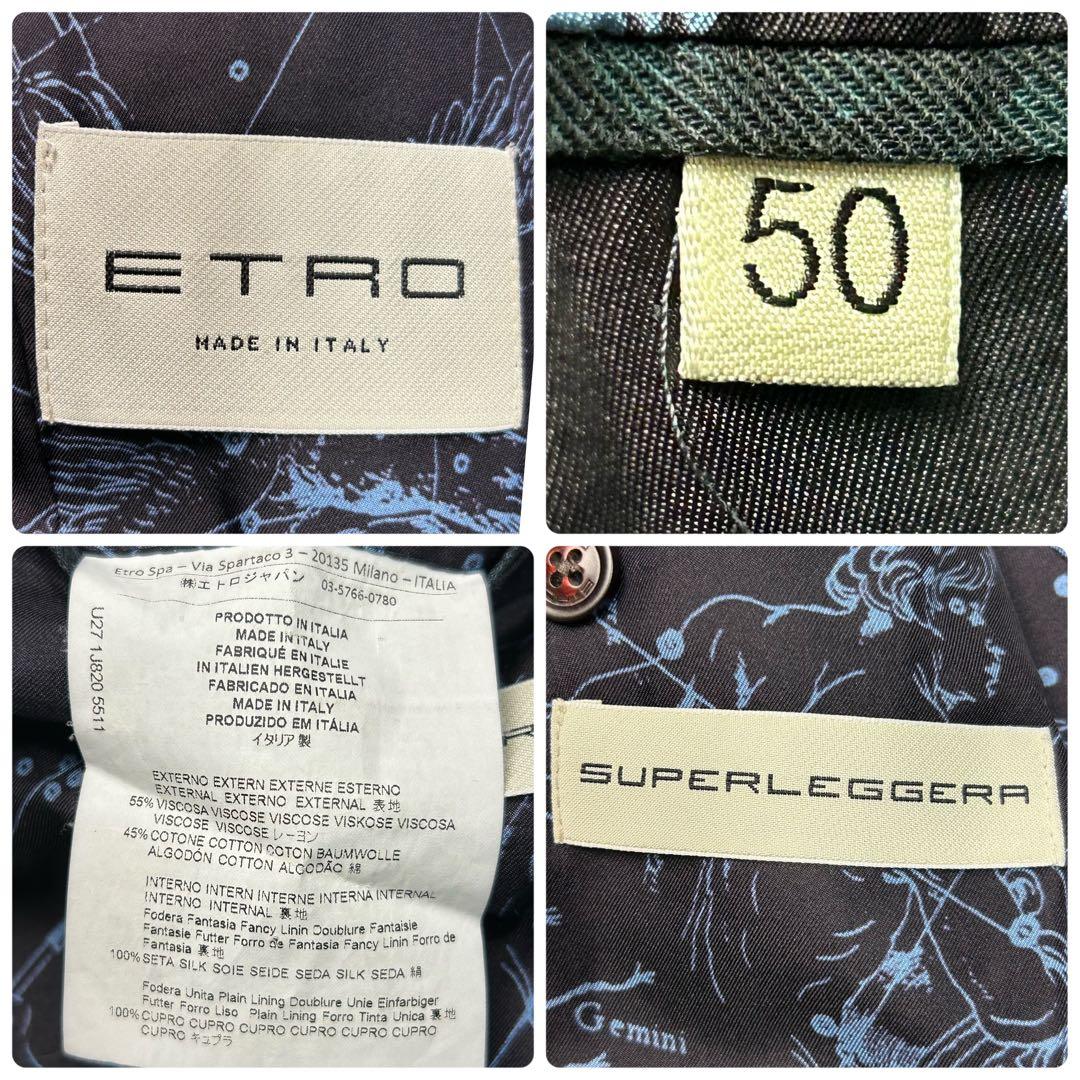 ETRO
MADE IN ITALY
50
Etro Spa – Via Spartaco 3 – 20135 Milano – ITALIA
㈱エトロジャパン 03-5766-0780
PRODOTTO IN ITALIA
MADE IN ITALY
FABRIQUÉ EN ITALIE
IN ITALIEN HERGESTELLT
FABRICADO EN ITALIA
MADE IN ITALY
PRODUZIDO EM ITÁLIA
イタリア製
U27 1J820 5511
EXTERNO EXTERN EXTERNE ESTERNO
EXTERNAL EXTERNO EXTERNAL 表地
55% VISCOSA VISCOSE VISCOSE VISKOSE VISCOSA
VISCOSE VISCOSE レーヨン
45% COTONE COTTON COTON BAUMWOLLE
ALGODÓN COTTON ALGODÃO 綿
INTERNO INTERN INTERNE INTERNA INTERNAL
INTERNO INTERNAL 裏地
Fodera Fantasia Fancy Linin Doublure Fantaisie
Fantasie Futter Forro de Fantasia Fancy Linin Forro de
Fantasia 裏地
100% SETA SILK SOIE SEIDE SEDA SILK SEDA 絹
Fodera Unita Plain Lining Doublure Unie Einfarbiger
Futter Forro Liso Plain Lining Forro Tinta Unica 裏地
100% CUPRO CUPRO CUPRO CUPRO CUPRO CUPRO
CUPRO キュプラ
SUPERLEGGERA
Gemini